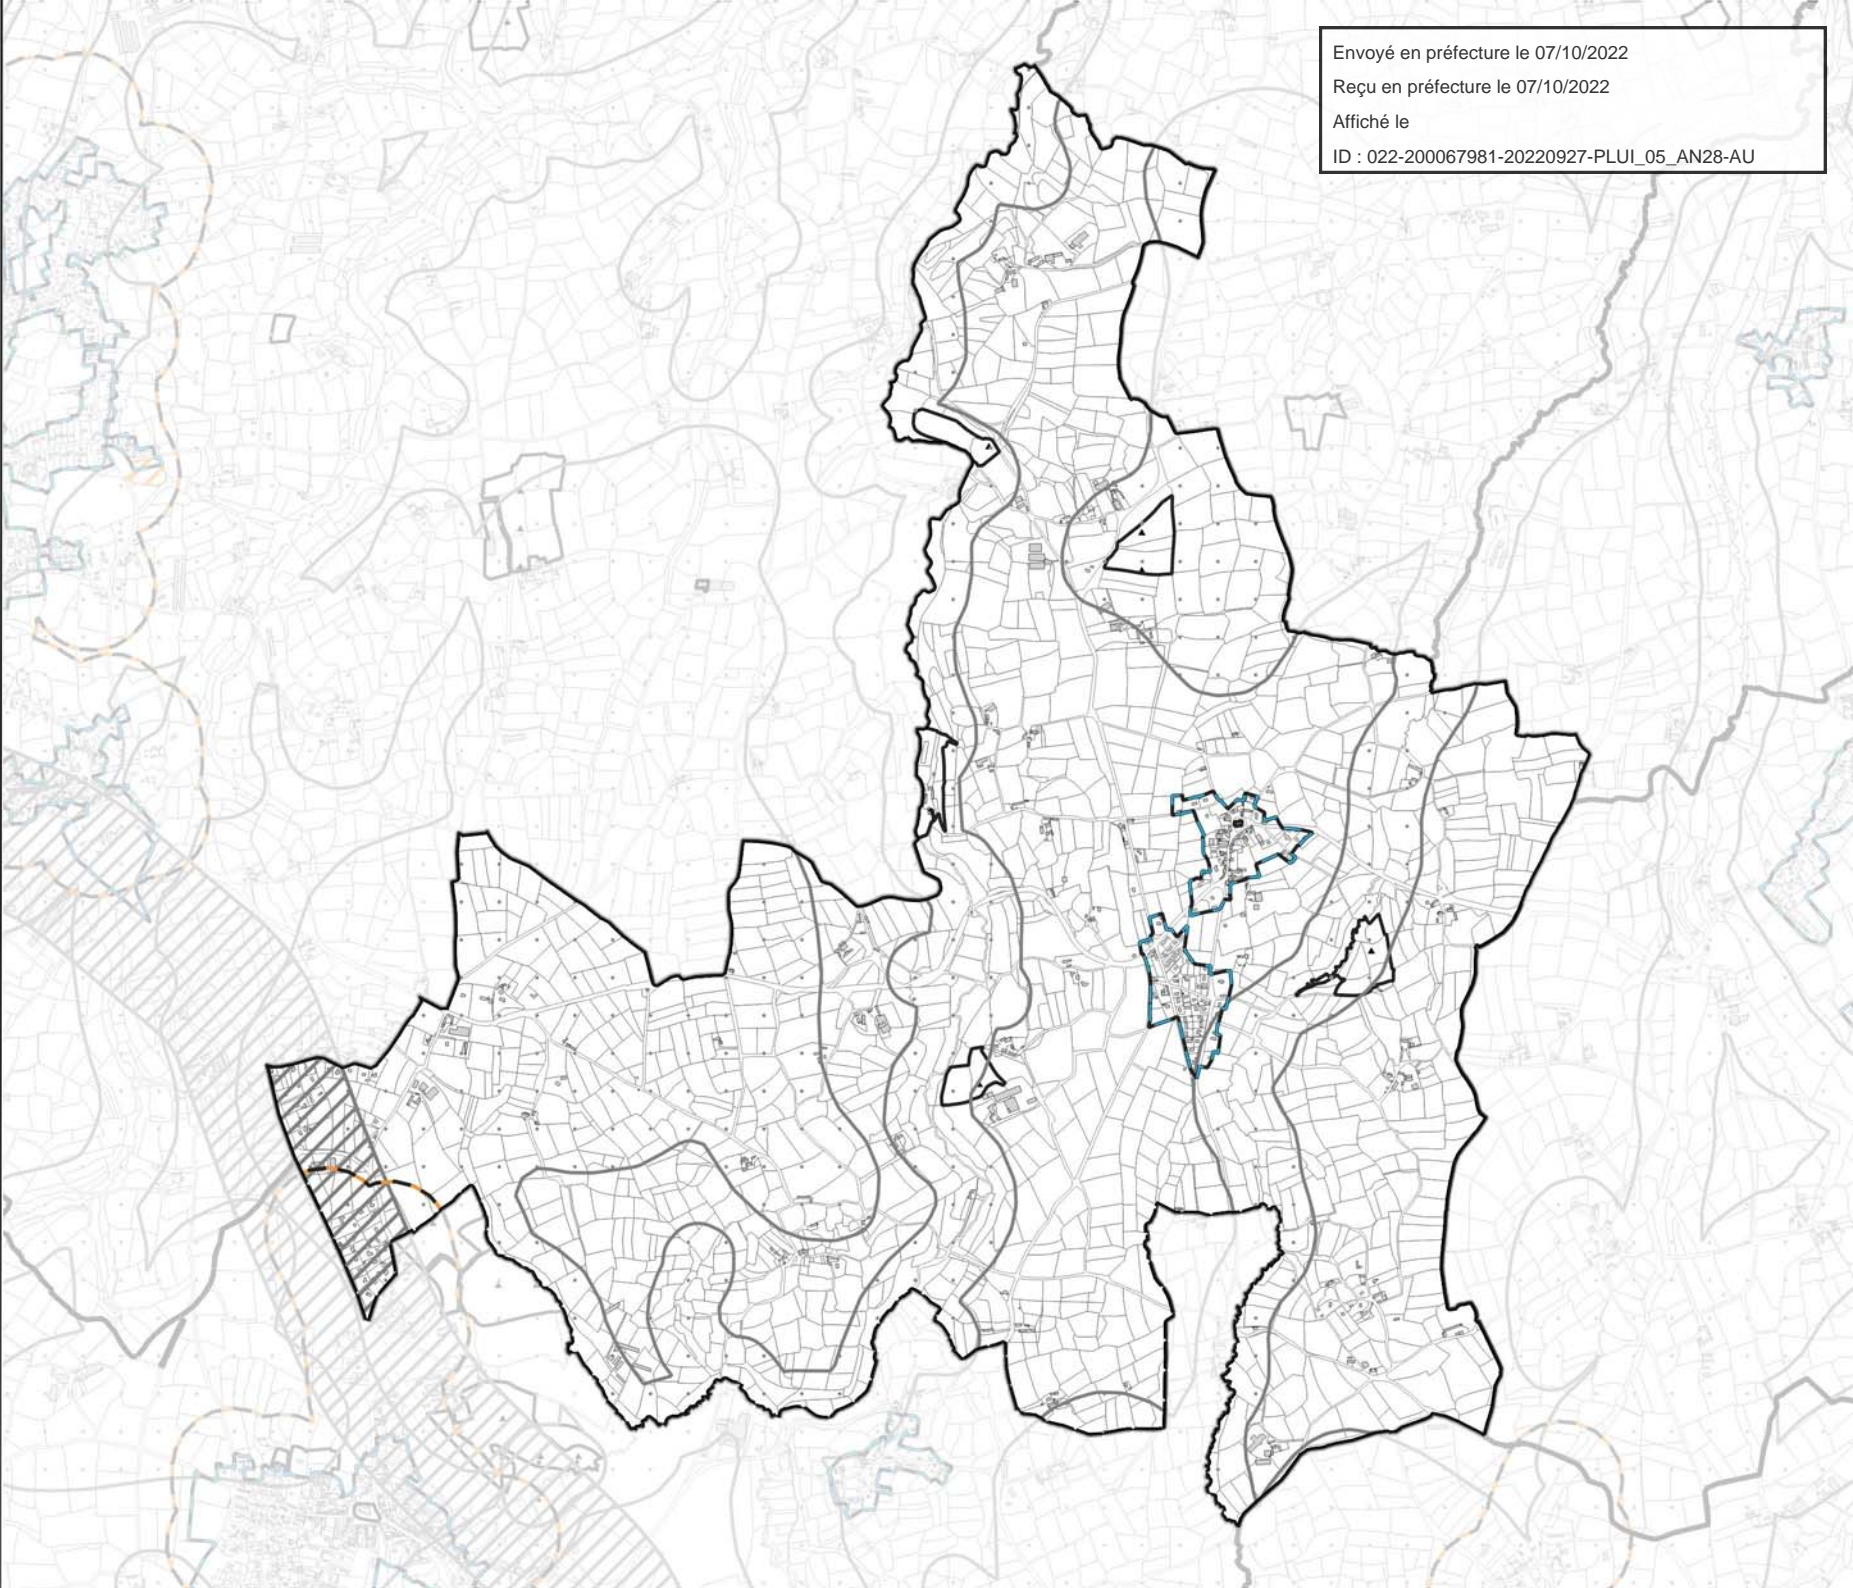 Envoyé en préfecture le 07/10/2022
Reçu en préfecture le 07/10/2022
Affiché le
ID : 022-200067981-20220927-PLUI_05_AN28-AU